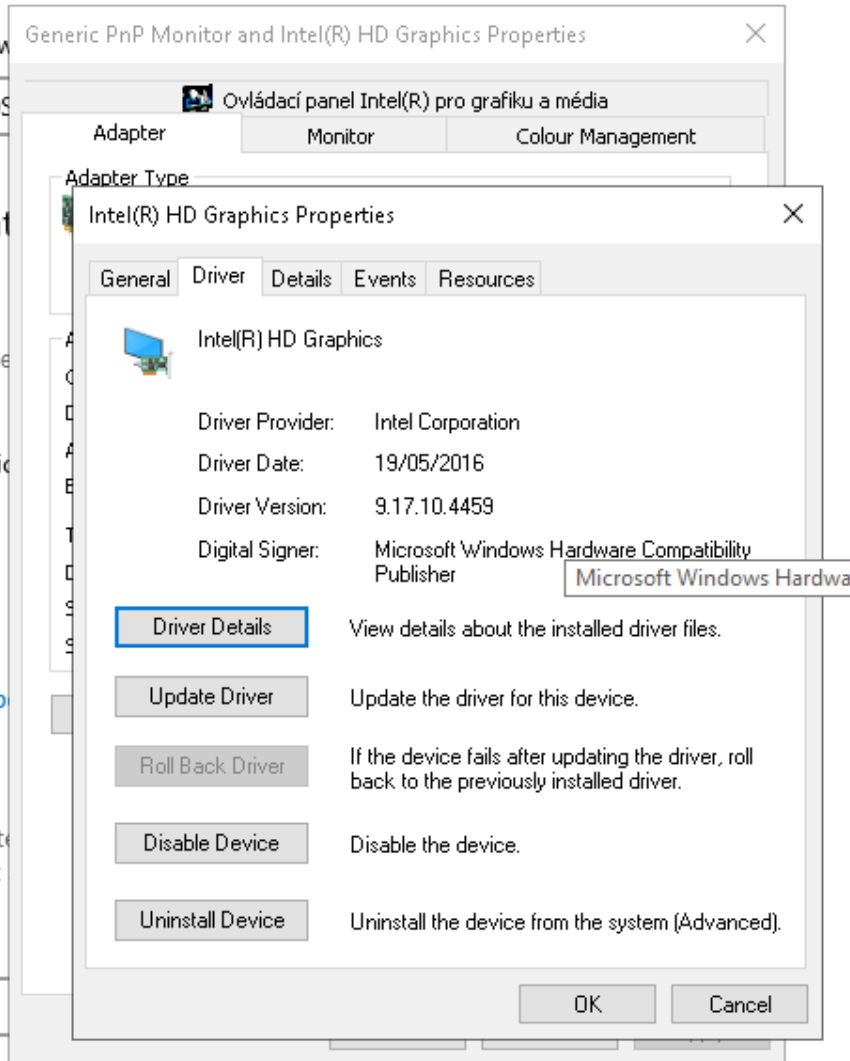 Generic PnP Monitor and Intel(R) HD Graphics Properties
Ovládací panel Intel(R) pro grafiku a média
Adapter Monitor Colour Management
Adapter Type
Intel(R) HD Graphics Properties
General Driver Details Events Resources
Intel(R) HD Graphics
Driver Provider: Intel Corporation
Driver Date: 19/05/2016
Driver Version: 9.17.10.4459
Digital Signer: Microsoft Windows Hardware Compatibility
Publisher
Microsoft Windows Hardwa
Driver Details View details about the installed driver files.
Update Driver Update the driver for this device.
Roll Back Driver If the device fails after updating the driver, roll
back to the previously installed driver.
Disable Device Disable the device.
Uninstall Device Uninstall the device from the system (Advanced).
OK Cancel